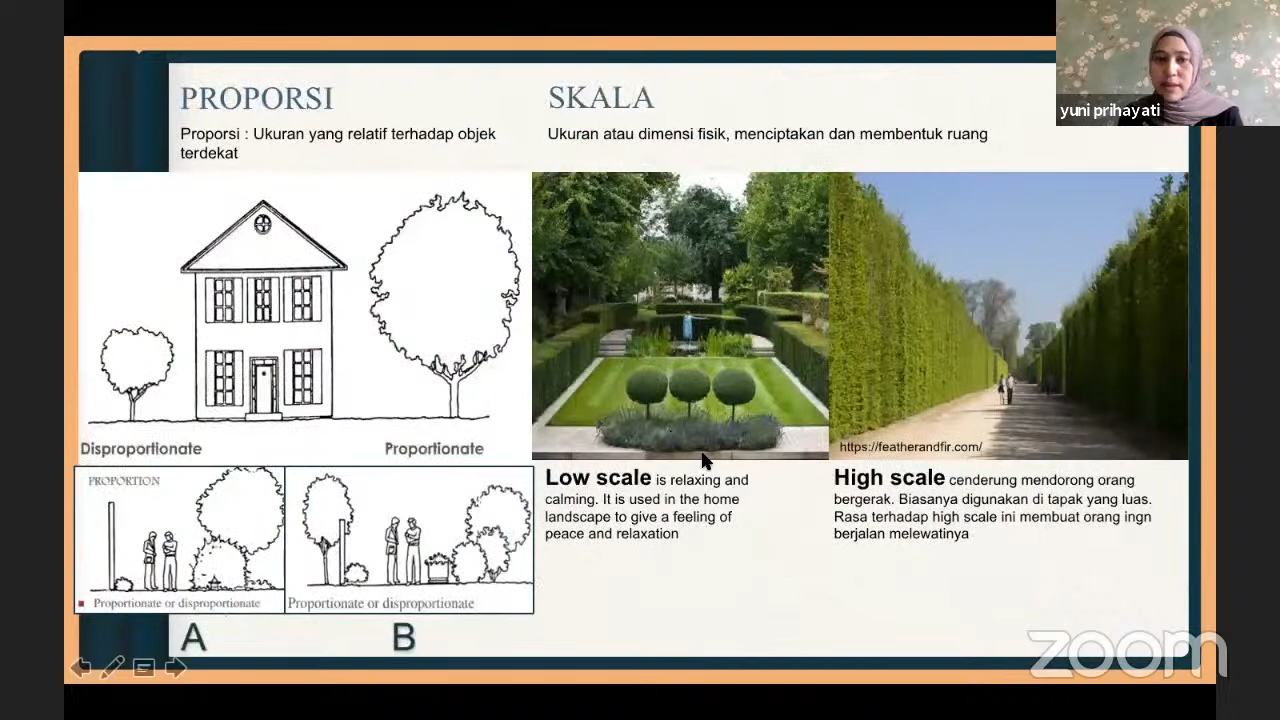 yuni prihayati
PROPORSI
Proporsi : Ukuran yang relatif terhadap objek
terdekat
SKALA
Ukuran atau dimensi fisik, menciptakan dan membentuk ruang
Disproportionate
Proportionate
PROPORTION
Proportionate or disproportionate
Proportionate or disproportionate
A
B
https://featherandfir.com/
Low scale is relaxing and
calming. It is used in the home
landscape to give a feeling of
peace and relaxation
High scale cenderung mendorong orang
bergerak. Biasanya digunakan di tapak yang luas.
Rasa terhadap high scale ini membuat orang ingn
berjalan melewatinya
zoom